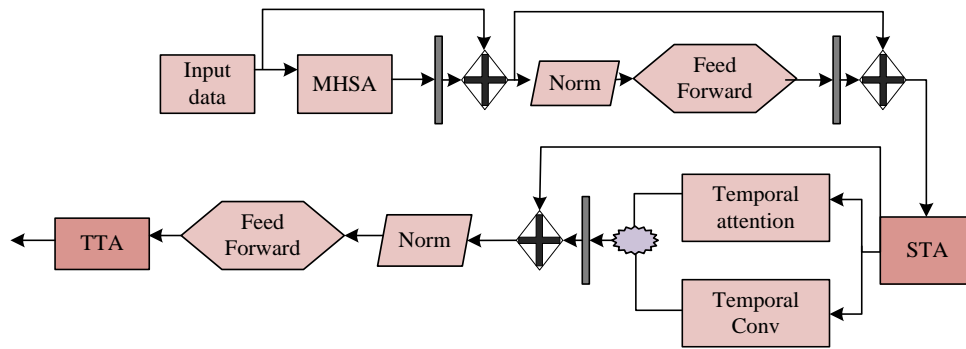 Input
data
MHSA
Norm
Feed
Forward
Temporal
attention
STA
Temporal
Conv
Norm
Feed
Forward
TTA